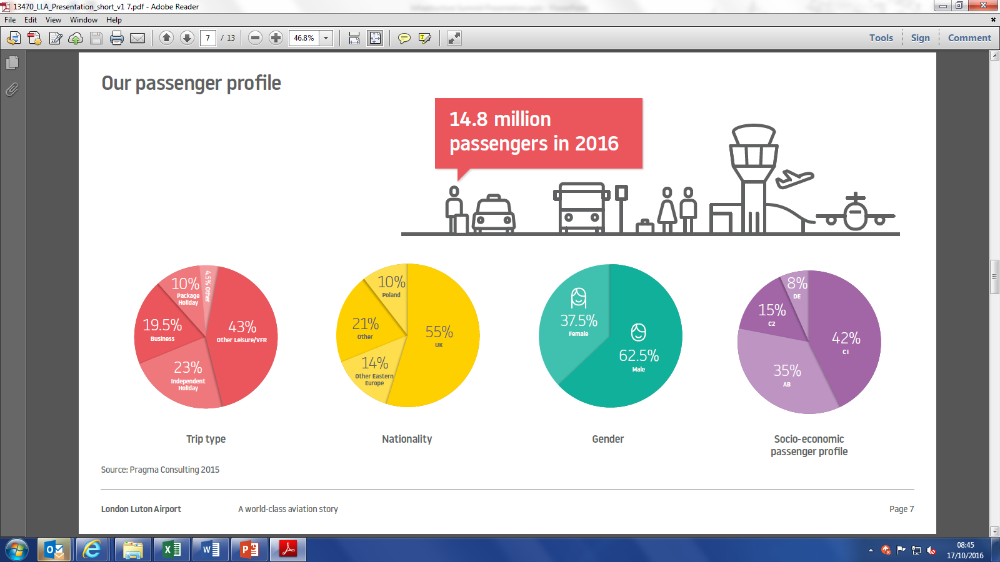 13470_LLA_Presentation_short_v1 7.pdf - Adobe Reader
File Edit View Window Help
7 / 13
46.8%
Tools Sign Comment
Our passenger profile
14.8 million
passengers in 2016
10%
Package
Holiday
4.5% Other
19.5%
Business
43%
Other Leisure/VFR
23%
Independent
Holiday
Trip type
10%
Poland
21%
Other
55%
UK
14%
Other Eastern
Europe
Nationality
37.5%
Female
62.5%
Male
Gender
8%
DE
15%
C2
42%
C1
35%
AB
Socio-economic
passenger profile
Source: Pragma Consulting 2015
London Luton Airport
A world-class aviation story
Page 7
08:45
17/10/2016